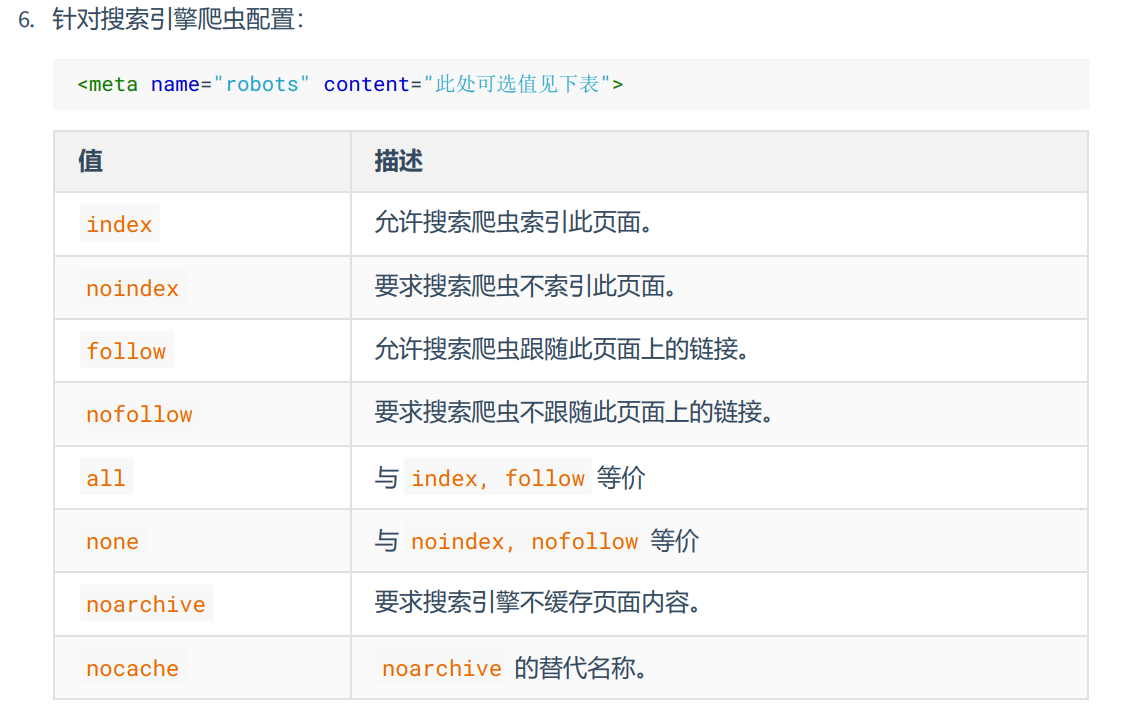 6. 针对搜索引擎爬虫配置：
<meta name="robots" content="此处可选值见下表">
值 描述
index 允许搜索爬虫索引此页面。
noindex 要求搜索爬虫不索引此页面。
follow 允许搜索爬虫跟随此页面上的链接。
nofollow 要求搜索爬虫不跟随此页面上的链接。
all 与 index, follow 等价
none 与 noindex, nofollow 等价
noarchive 要求搜索引擎不缓存页面内容。
nocache noarchive 的替代名称。